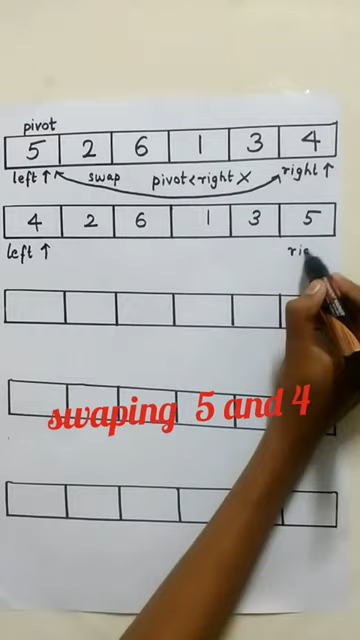 pivot
5 2 6 1 3 4
left ↑ swap pivot < right ✗ right ↑
4 2 6 1 3 5
left ↑ rig
swaping 5 and 4